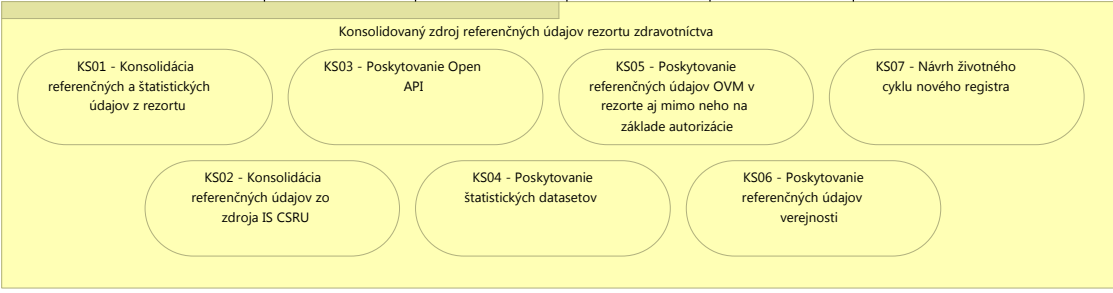 Konsolidovaný zdroj referenčných údajov rezortu zdravotníctva
KS01 - Konsolidácia
referenčných a štatistických
údajov z rezortu
KS03 - Poskytovanie Open
API
KS05 - Poskytovanie
referenčných údajov OVM v
rezorte aj mimo neho na
základe autorizácie
KS07 - Návrh životného
cyklu nového registra
KS02 - Konsolidácia
referenčných údajov zo
zdroja IS CSRU
KS04 - Poskytovanie
štatistických datasetov
KS06 - Poskytovanie
referenčných údajov
verejnosti